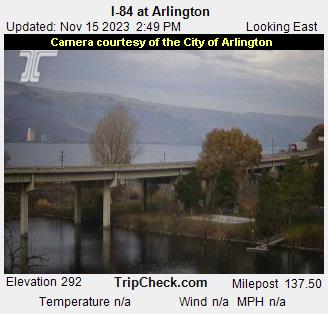 I-84 at Arlington
Updated: Nov 15 2023 2:49 PM Looking East
Camera courtesy of the City of Arlington
Elevation 292 TripCheck.com Milepost 137.50
Temperature n/a Wind n/a MPH n/a